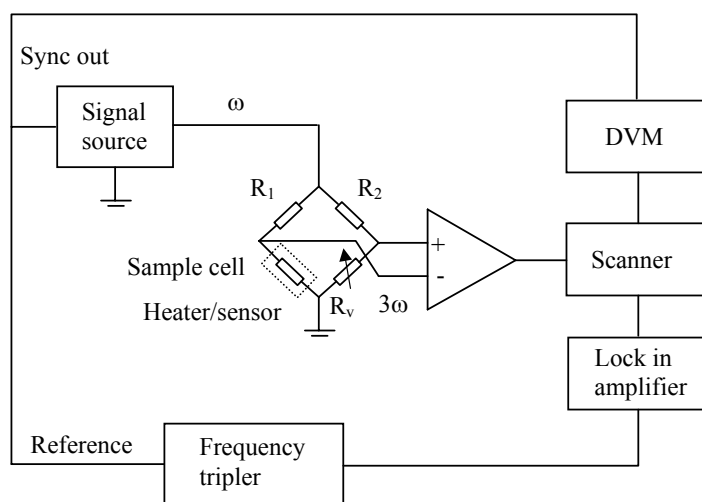 Sync out
Signal
source
ω
DVM
R1
R2
+
-
Scanner
Sample cell
Heater/sensor
Rv
3ω
Lock in
amplifier
Reference
Frequency
tripler